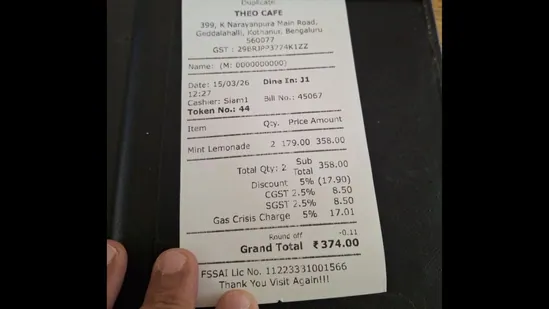 Duplicate
THEO CAFE
399, K Narayanpura Main Road,
Geddalahalli, Kothanur, Bengaluru
560077
GST : 29ERJPP3774K1ZZ
Name: (M: 0000000000)
Date: 15/03/26 Dine In: J1
12:27
Cashier: Siam1 Bill No.: 45067
Token No.: 44
Item Qty. Price Amount
Mint Lemonade 2 179.00 358.00
Total Qty: 2 Sub Total 358.00
Discount 5% (17.90)
CGST 2.5% 8.50
SGST 2.5% 8.50
Gas Crisis Charge 5% 17.01
Round off -0.11
Grand Total ₹374.00
FSSAI Lic No. 11223331001566
Thank You Visit Again!!!